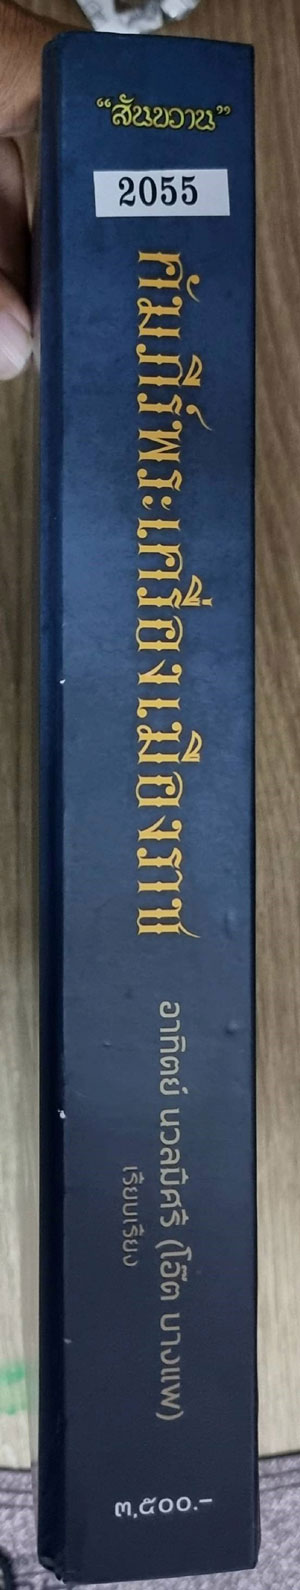 “สันขวาน”
2055
คัมภีร์พระเครื่องเมืองราช
อาทิตย์ นวลมีศรี (โอ๊ต บางแพ)
เรียบเรียง
๓,๕๐๐.-